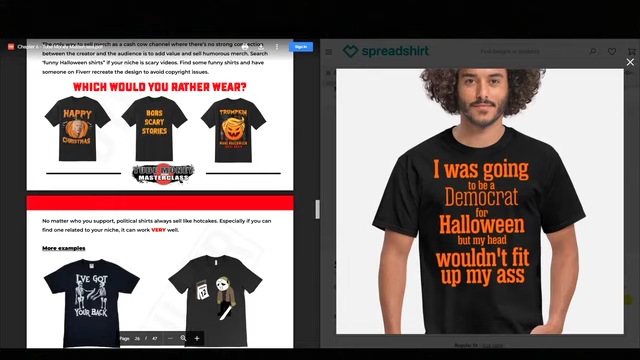 Chapter 6 - Tube Money
Sign in
The only way to sell merch as a cash cow channel where there's no strong connection
between the creator and the audience is to add value and sell humorous merch. Search
"funny Halloween shirts" if your niche is scary videos. Find some funny shirts and have
someone on Fiverr recreate the design to avoid copyright issues.
WHICH WOULD YOU RATHER WEAR?
HAPPY
CHRISTMAS
BOBS
SCARY
STORIES
TRUMPKIN
TUBE MONEY
MASTERCLASS
No matter who you support, political shirts always sell like hotcakes. Especially if you can
find one related to your niche, it can work VERY well.
More examples
I'VE GOT
YOUR BACK
Page 26 / 47
spreadshirt
I was going
to be a
Democrat
for
Halloween
but my head
wouldn't fit
up my ass